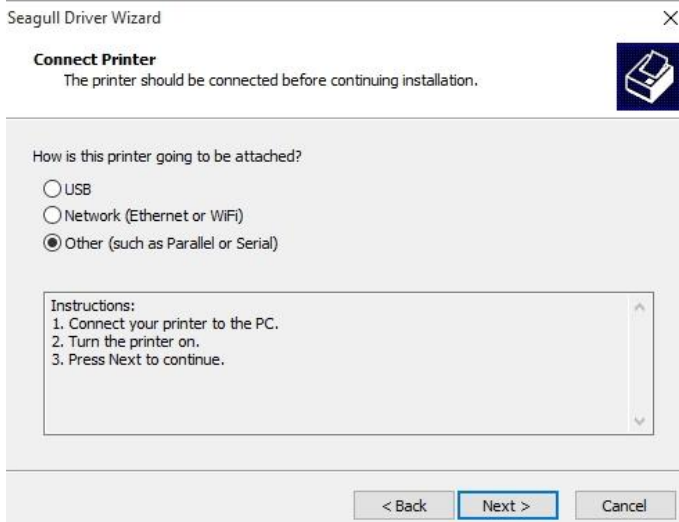 Seagull Driver Wizard
Connect Printer
The printer should be connected before continuing installation.
How is this printer going to be attached?
USB
Network (Ethernet or WiFi)
Other (such as Parallel or Serial)
Instructions:
1. Connect your printer to the PC.
2. Turn the printer on.
3. Press Next to continue.
< Back Next > Cancel